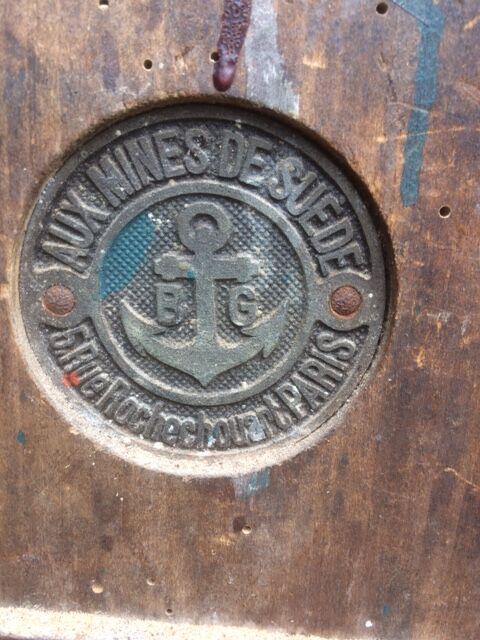 AUX MINES DE SUEDE
B G
5, Rue Rochechouart PARIS